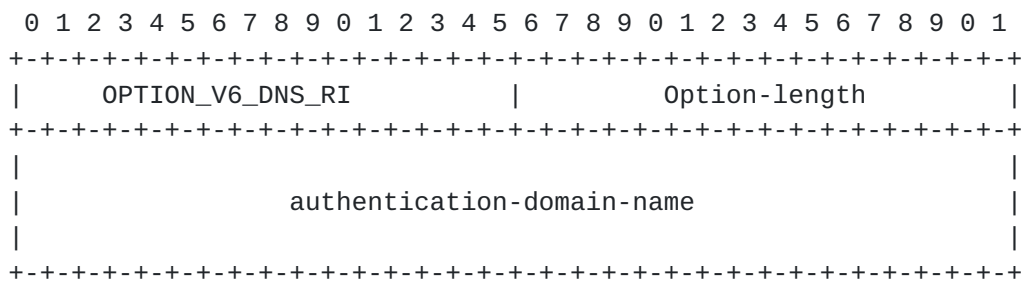 0 1 2 3 4 5 6 7 8 9 0 1 2 3 4 5 6 7 8 9 0 1 2 3 4 5 6 7 8 9 0 1
+-+-+-+-+-+-+-+-+-+-+-+-+-+-+-+-+-+-+-+-+-+-+-+-+-+-+-+-+-+-+-+-+
|     OPTION_V6_DNS_RI          |         Option-length         |
+-+-+-+-+-+-+-+-+-+-+-+-+-+-+-+-+-+-+-+-+-+-+-+-+-+-+-+-+-+-+-+-+
|                                                               |
|                 authentication-domain-name                    |
|                                                               |
+-+-+-+-+-+-+-+-+-+-+-+-+-+-+-+-+-+-+-+-+-+-+-+-+-+-+-+-+-+-+-+-+